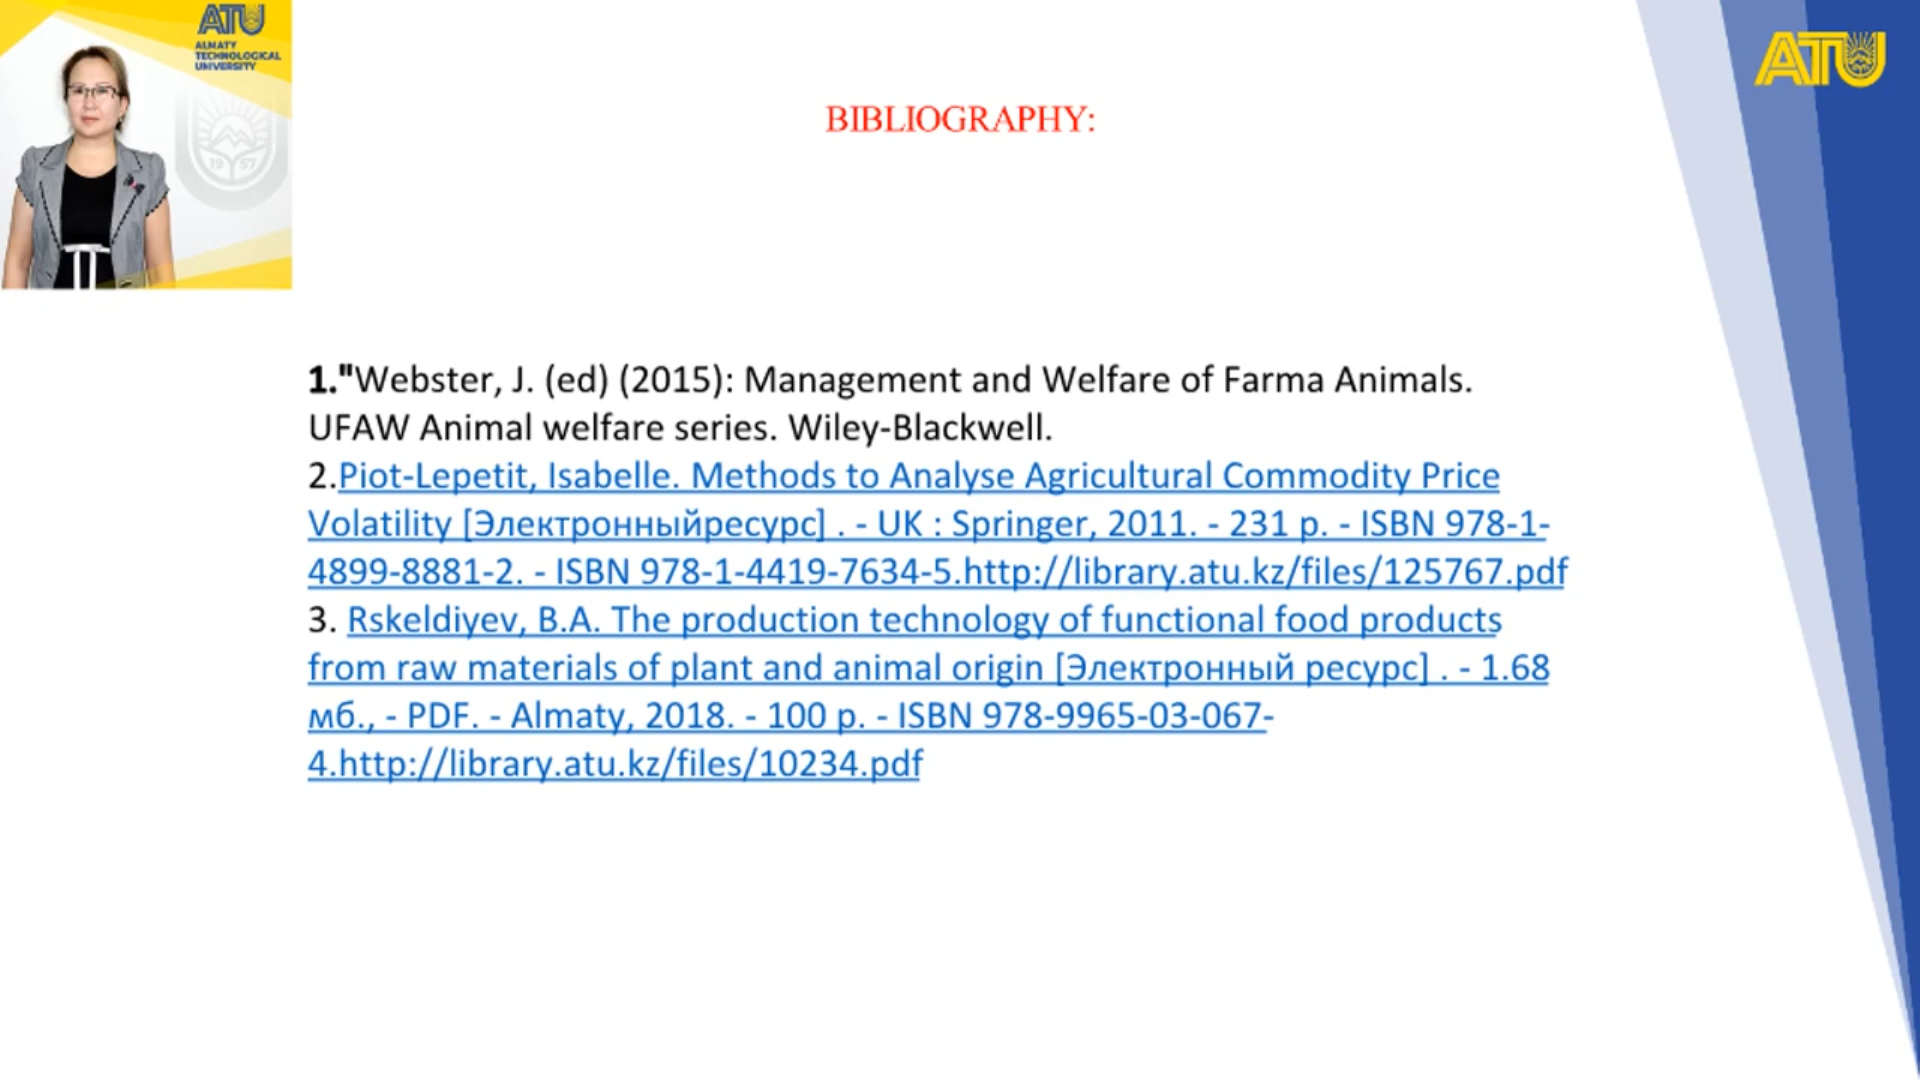 ATU
ALMATY
TECHNOLOGICAL
UNIVERSITY
19 57
ATU
BIBLIOGRAPHY:
1."Webster, J. (ed) (2015): Management and Welfare of Farma Animals.
UFAW Animal welfare series. Wiley-Blackwell.
2.Piot-Lepetit, Isabelle. Methods to Analyse Agricultural Commodity Price
Volatility [Электронныйресурс] . - UK : Springer, 2011. - 231 p. - ISBN 978-1-
4899-8881-2. - ISBN 978-1-4419-7634-5.http://library.atu.kz/files/125767.pdf
3. Rskeldiyev, B.A. The production technology of functional food products
from raw materials of plant and animal origin [Электронный ресурс] . - 1.68
мб., - PDF. - Almaty, 2018. - 100 p. - ISBN 978-9965-03-067-
4.http://library.atu.kz/files/10234.pdf